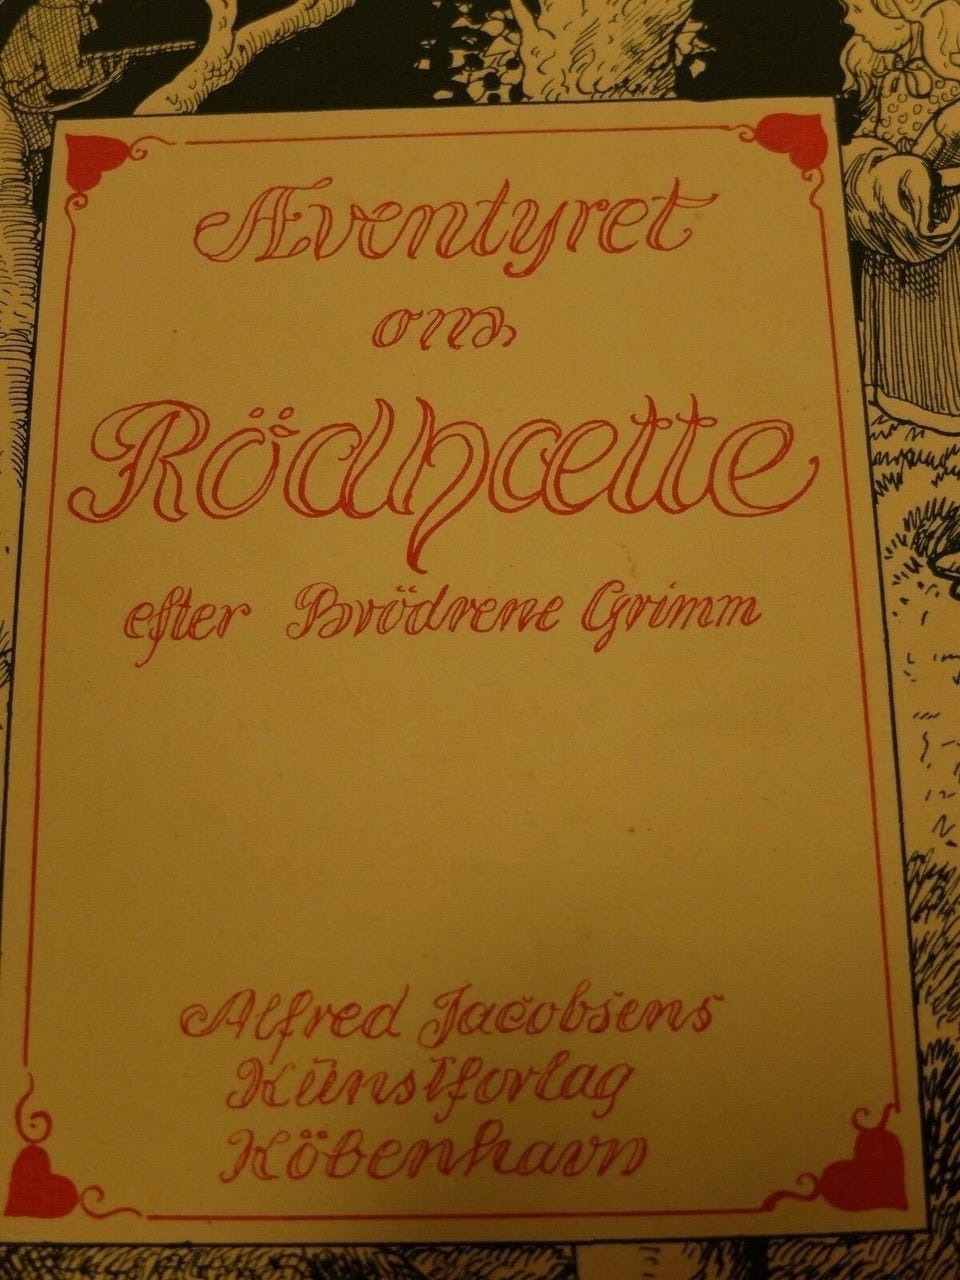 Æventyret
om
Rödhætte
efter Brödrene Grimm
Alfred Jacobsens
Kunstforlag
Köbenhavn